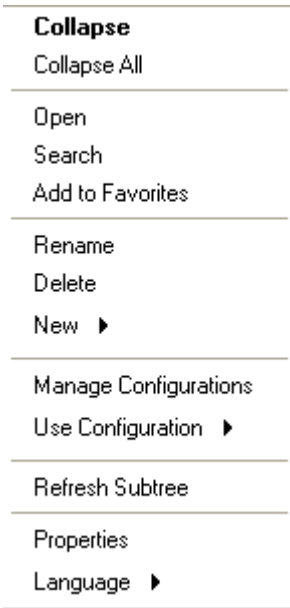 Collapse
Collapse All
Open
Search
Add to Favorites
Rename
Delete
New
Manage Configurations
Use Configuration
Refresh Subtree
Properties
Language